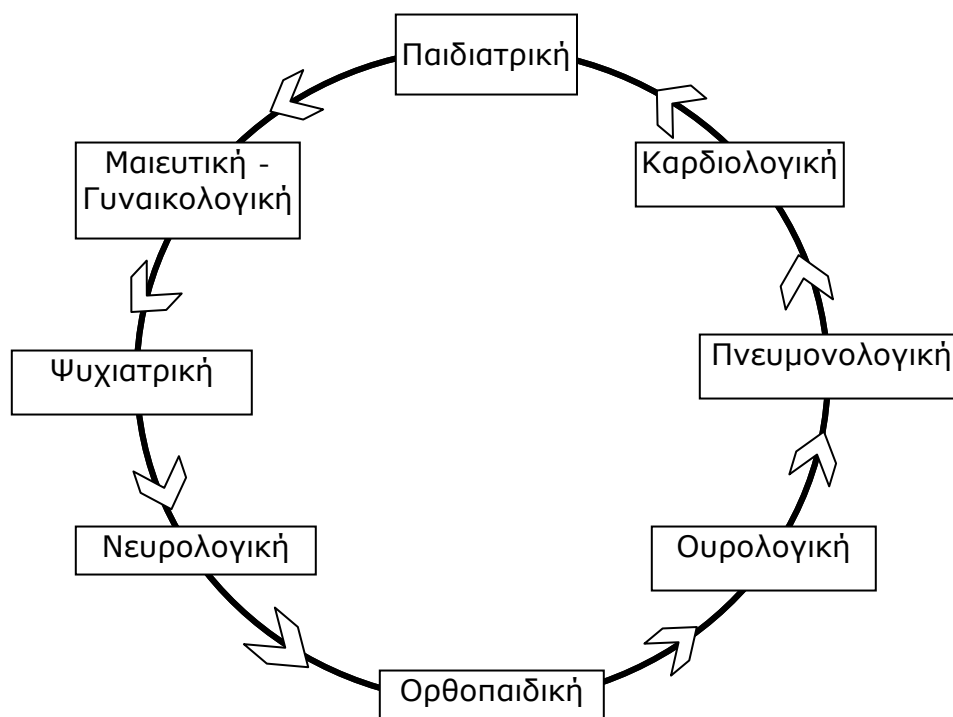 Παιδιατρική
Μαιευτική -
Γυναικολογική
Καρδιολογική
Ψυχιατρική
Πνευμονολογική
Νευρολογική
Ουρολογική
Ορθοπαιδική